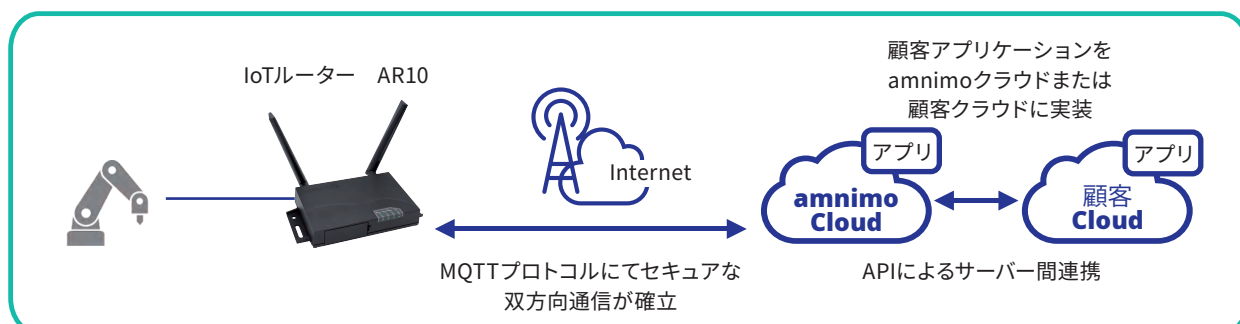 顧客アプリケーションを
amnimoクラウドまたは
顧客クラウドに実装
IoTルーター AR10
Internet
アプリ
amnimo
Cloud
アプリ
顧客
Cloud
MQTTプロトコルにてセキュアな
双方向通信が確立
APIによるサーバー間連携